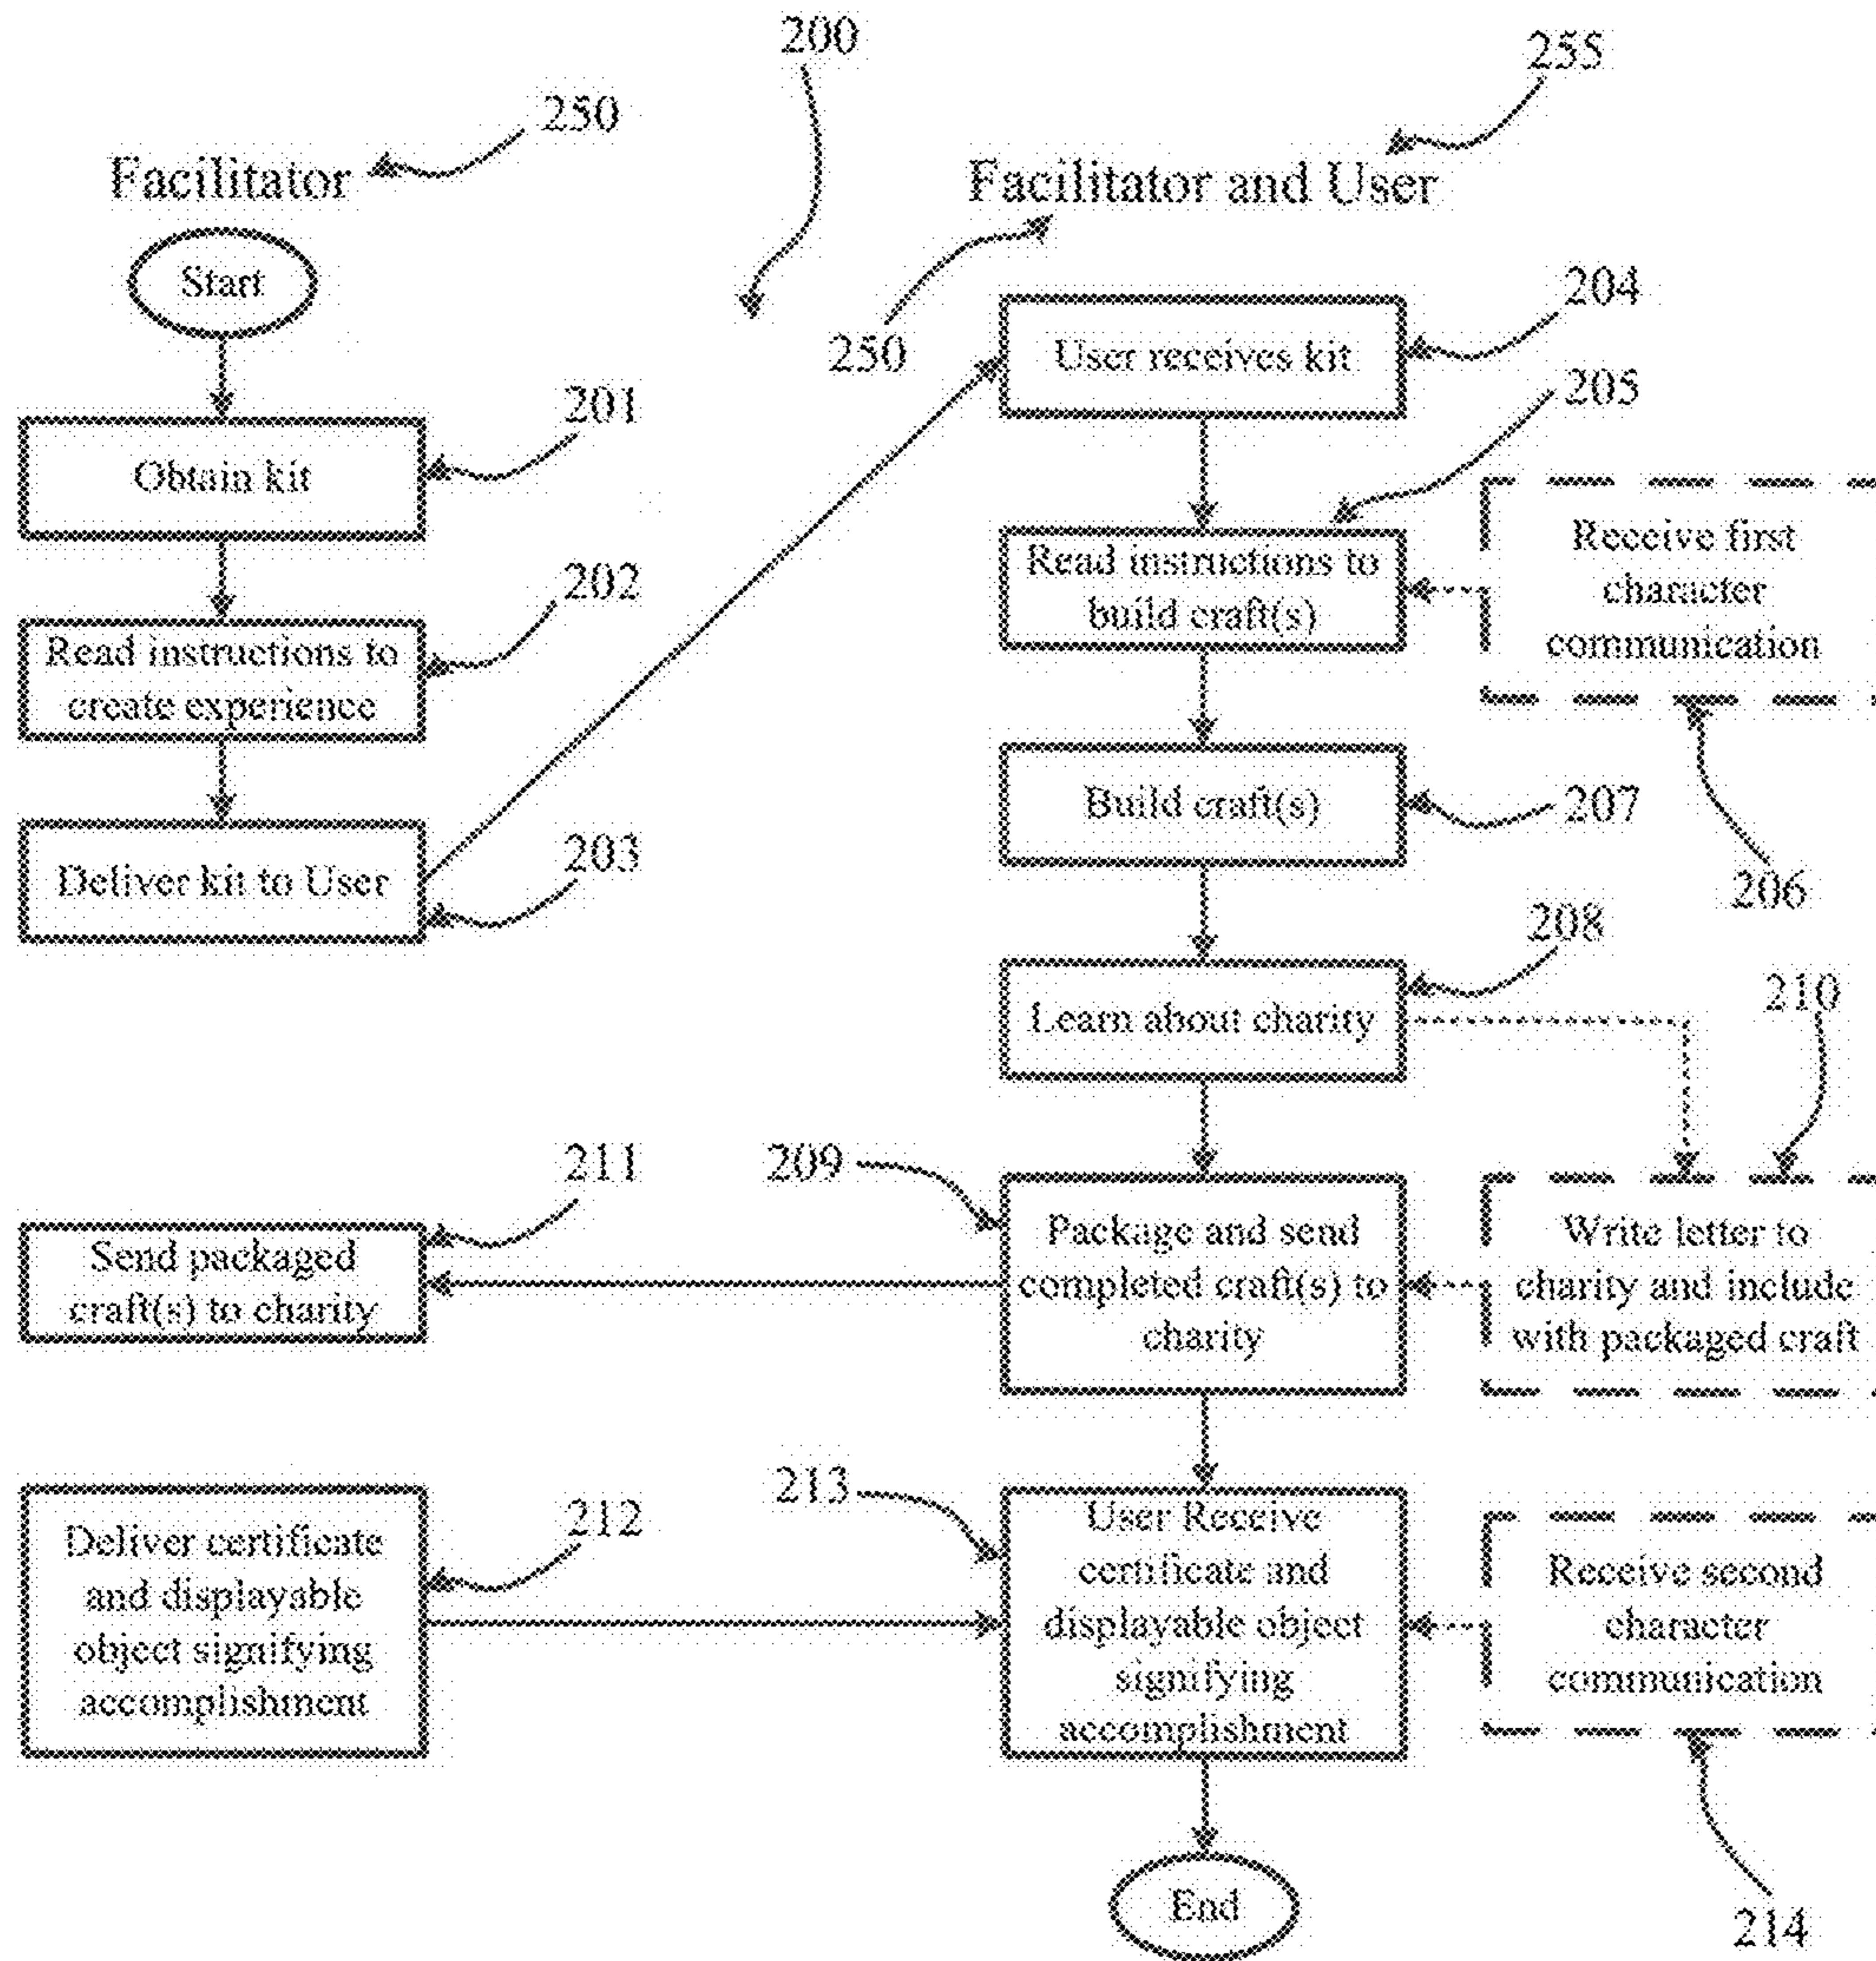 200
255
250
Facilitator
Facilitator and User
Start
250
User receives kit
204
205
Obtain kit
201
Read instructions to
build craft(s)
Receive first
character
communication
206
Read instructions to
create experience
202
Build craft(s)
207
Deliver kit to User
203
Learn about charity
208
210
211
209
Send packaged
craft(s) to charity
Package and send
completed craft(s) to
charity
Write letter to
charity and include
with packaged craft
212
213
Deliver certificate
and displayable
object signifying
accomplishment
User Receive
certificate and
displayable object
signifying
accomplishment
Receive second
character
communication
End
214